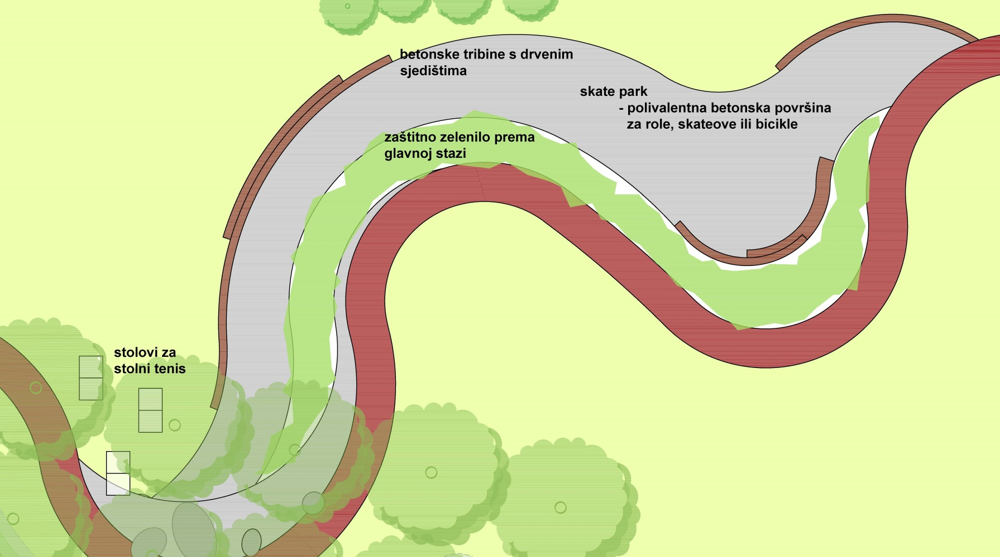 betonske tribine s drvenim
sjedištima
skate park
- polivalentna betonska površina
za role, skateove ili bicikle
zaštitno zelenilo prema
glavnoj stazi
stolovi za
stolni tenis